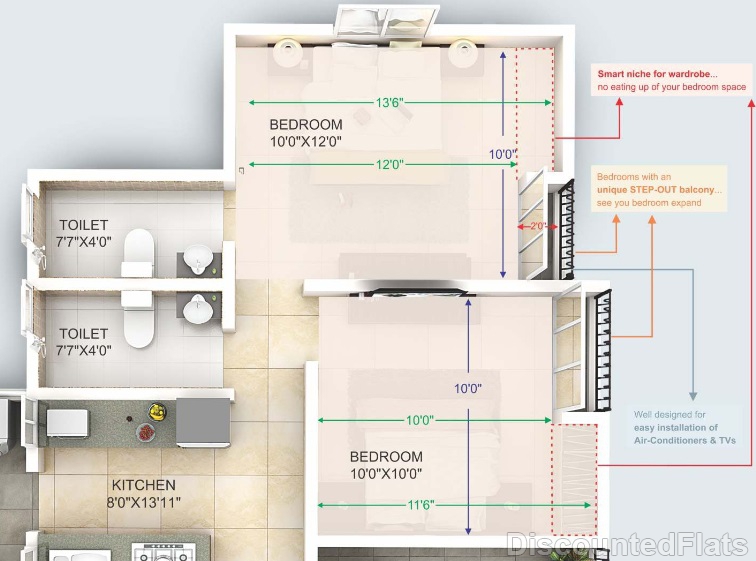 Smart niche for wardrobe...
no eating up of your bedroom space
13'6"
BEDROOM
10'0"X12'0"
10'0"
12'0"
Bedrooms with an
unique STEP-OUT balcony...
see you bedroom expand
TOILET
7'7"X4'0"
2'0"
TOILET
7'7"X4'0"
10'0"
10'0"
Well designed for
easy installation of
Air-Conditioners & TVs
BEDROOM
10'0"X10'0"
KITCHEN
8'0"X13'11"
11'6"
DiscountedFlats